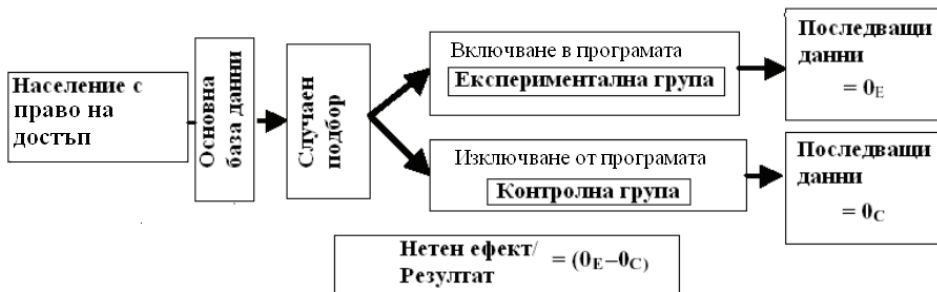 Население с
право на
достъп
Основна
база данни
Случаен
подбор
Включване в програмата
Експериментална група
Последващи
данни
= 0E
Изключване от програмата
Контролна група
Последващи
данни
= 0C
Нетен ефект/
Резултат
= (0E–0C)